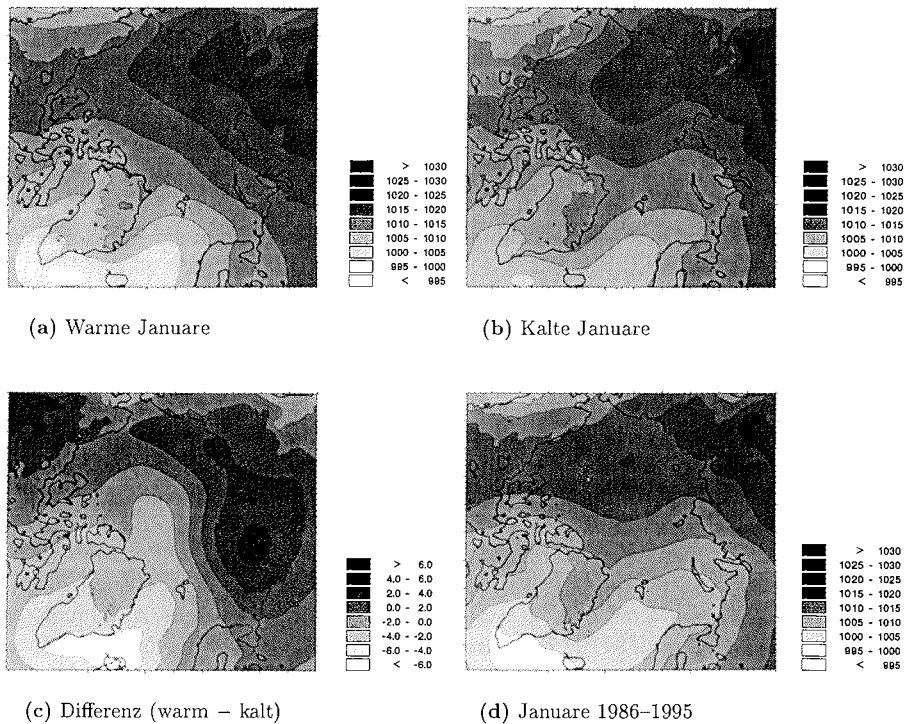 > 1030
1025 - 1030
1020 - 1025
1015 - 1020
1010 - 1015
1005 - 1010
1000 - 1005
995 - 1000
< 995
(a) Warme Januare
> 1030
1025 - 1030
1020 - 1025
1015 - 1020
1010 - 1015
1005 - 1010
1000 - 1005
995 - 1000
< 995
(b) Kalte Januare
> 6.0
4.0 - 6.0
2.0 - 4.0
0.0 - 2.0
-2.0 - 0.0
-4.0 - -2.0
-6.0 - -4.0
< -6.0
(c) Differenz (warm − kalt)
> 1030
1025 - 1030
1020 - 1025
1015 - 1020
1010 - 1015
1005 - 1010
1000 - 1005
995 - 1000
< 995
(d) Januare 1986–1995